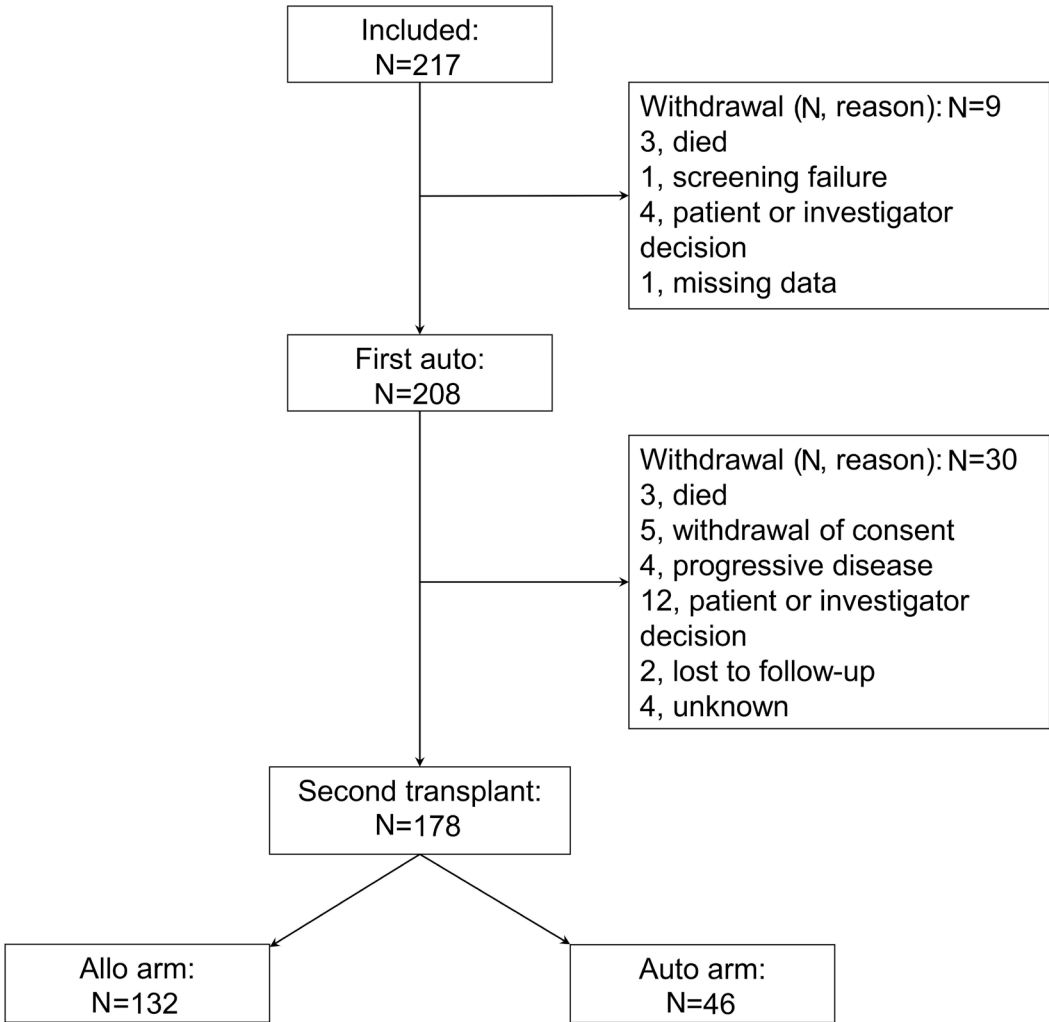 Included:
N=217
Withdrawal (N, reason): N=9
3, died
1, screening failure
4, patient or investigator
decision
1, missing data
First auto:
N=208
Withdrawal (N, reason): N=30
3, died
5, withdrawal of consent
4, progressive disease
12, patient or investigator
decision
2, lost to follow-up
4, unknown
Second transplant:
N=178
Allo arm:
N=132
Auto arm:
N=46